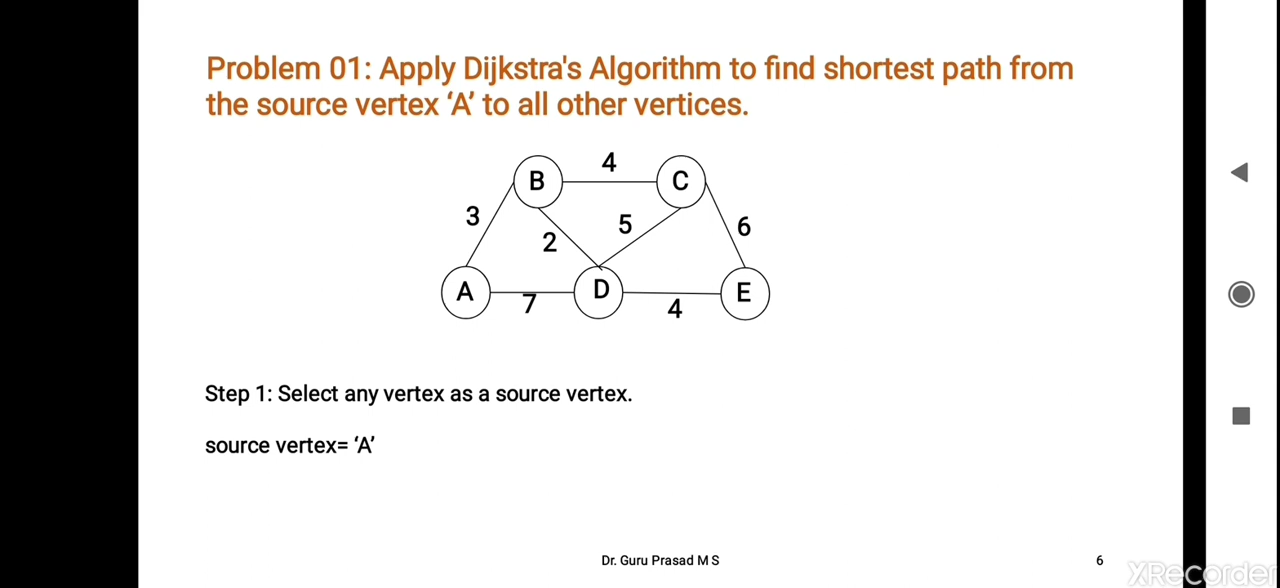 Problem 01: Apply Dijkstra's Algorithm to find shortest path from
the source vertex ‘A’ to all other vertices.
4
B
C
3
5
2
6
A
D
E
7
4
Step 1: Select any vertex as a source vertex.
source vertex= ‘A’
Dr. Guru Prasad M S
6
XRecorder